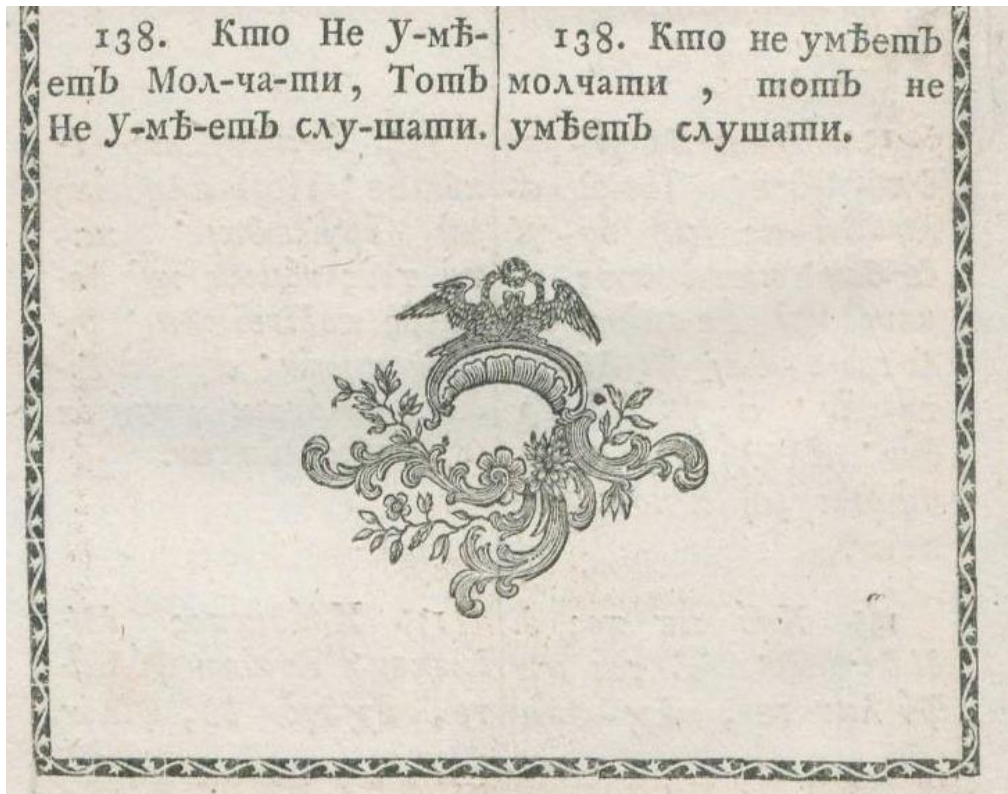 138. Кто Не У-мѣ-
етъ Мол-ча-ти, Тотъ
Не У-мѣ-етъ слу-шати.
138. Кто не умѣетъ
молчати , тотъ не
умѣетъ слушати.